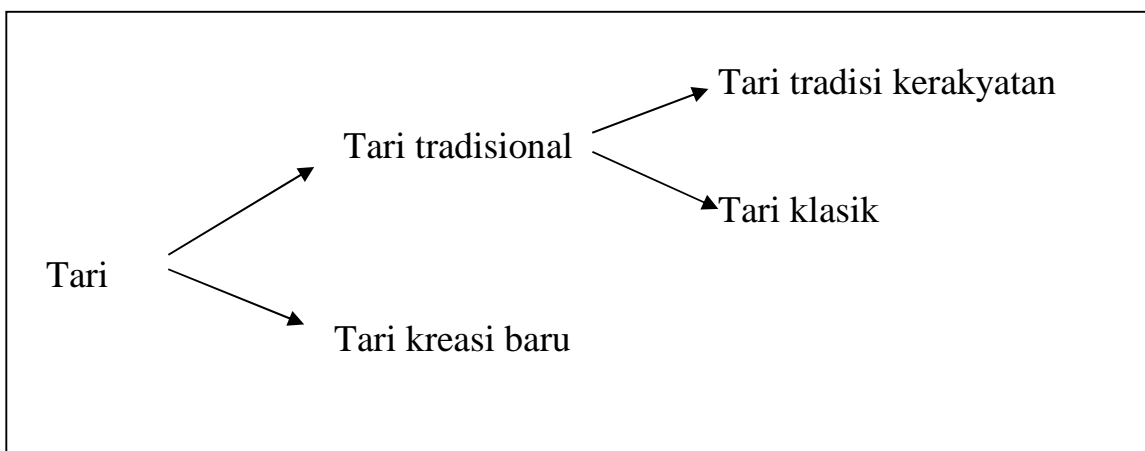 Tari tradisi kerakyatan
Tari tradisional
Tari klasik
Tari
Tari kreasi baru